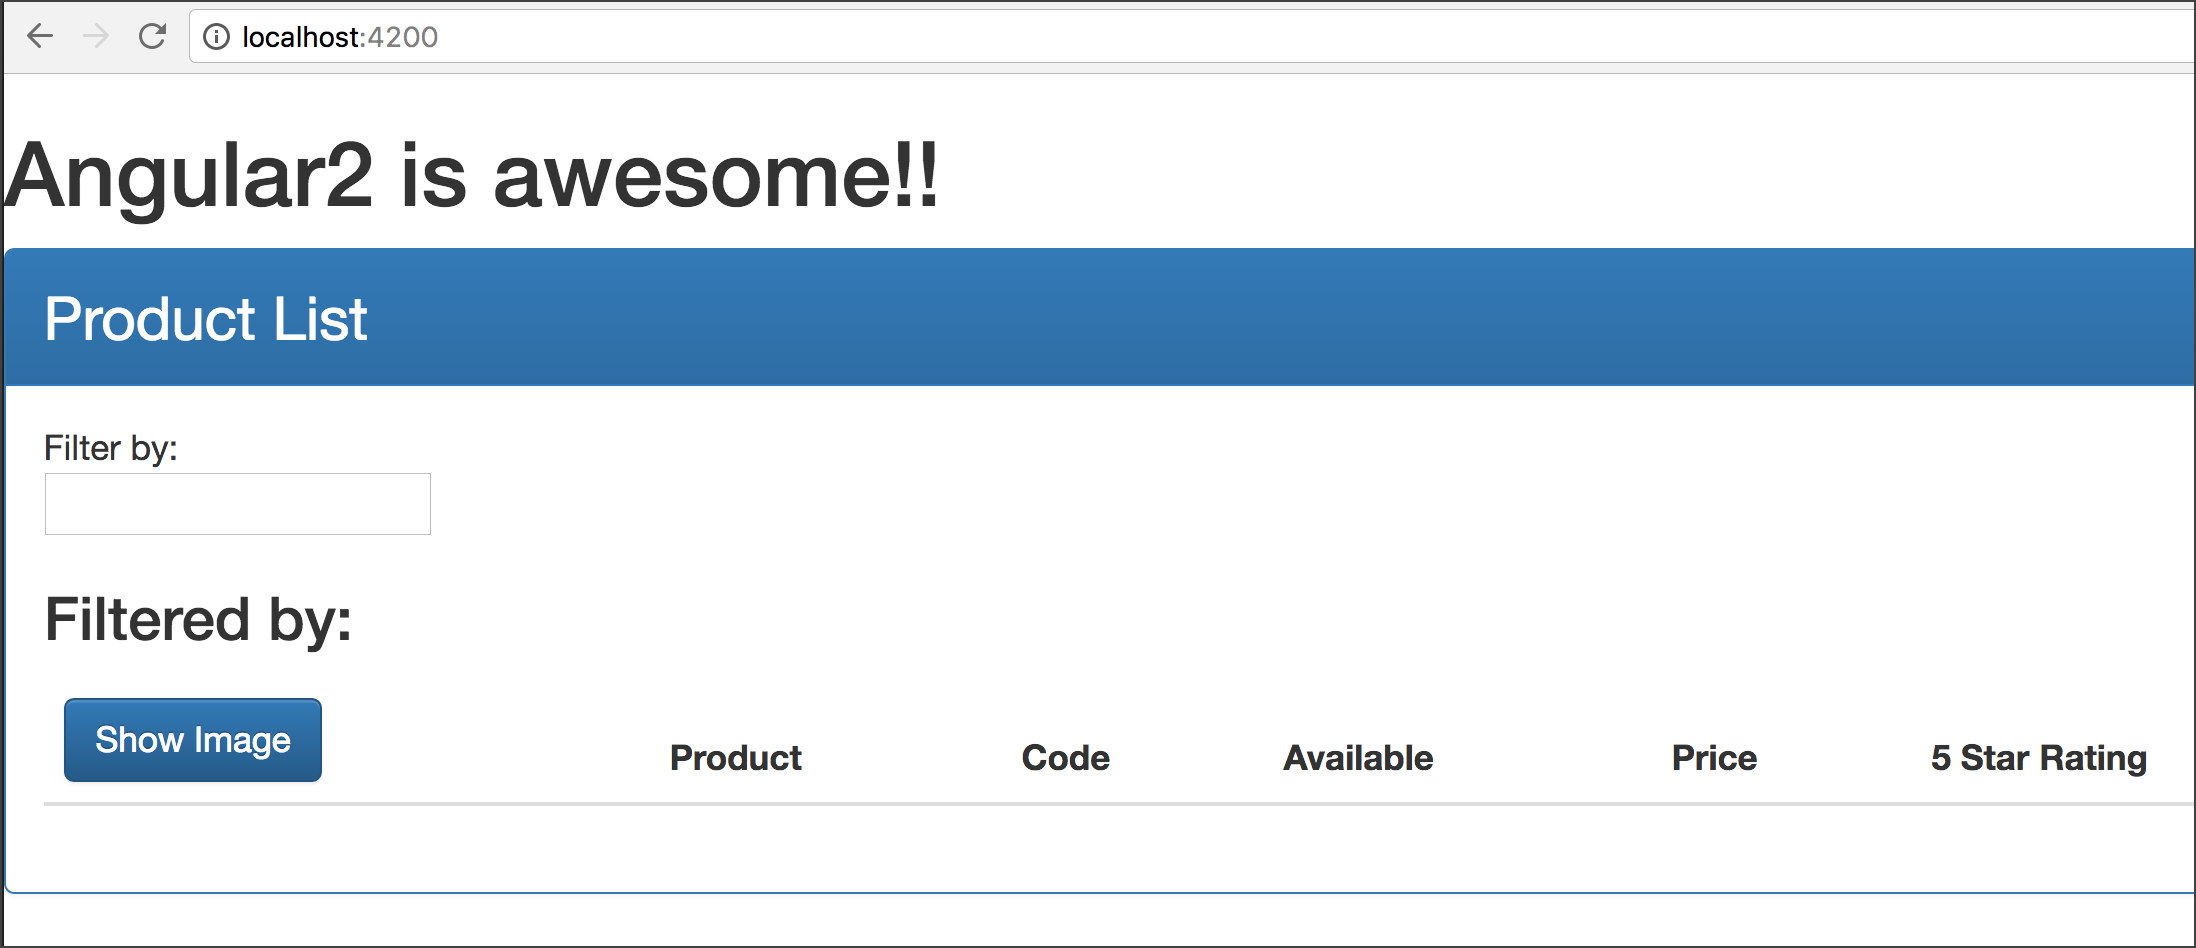 localhost:4200
Angular2 is awesome!!
Product List
Filter by:
Filtered by:
Show Image Product Code Available Price 5 Star Rating